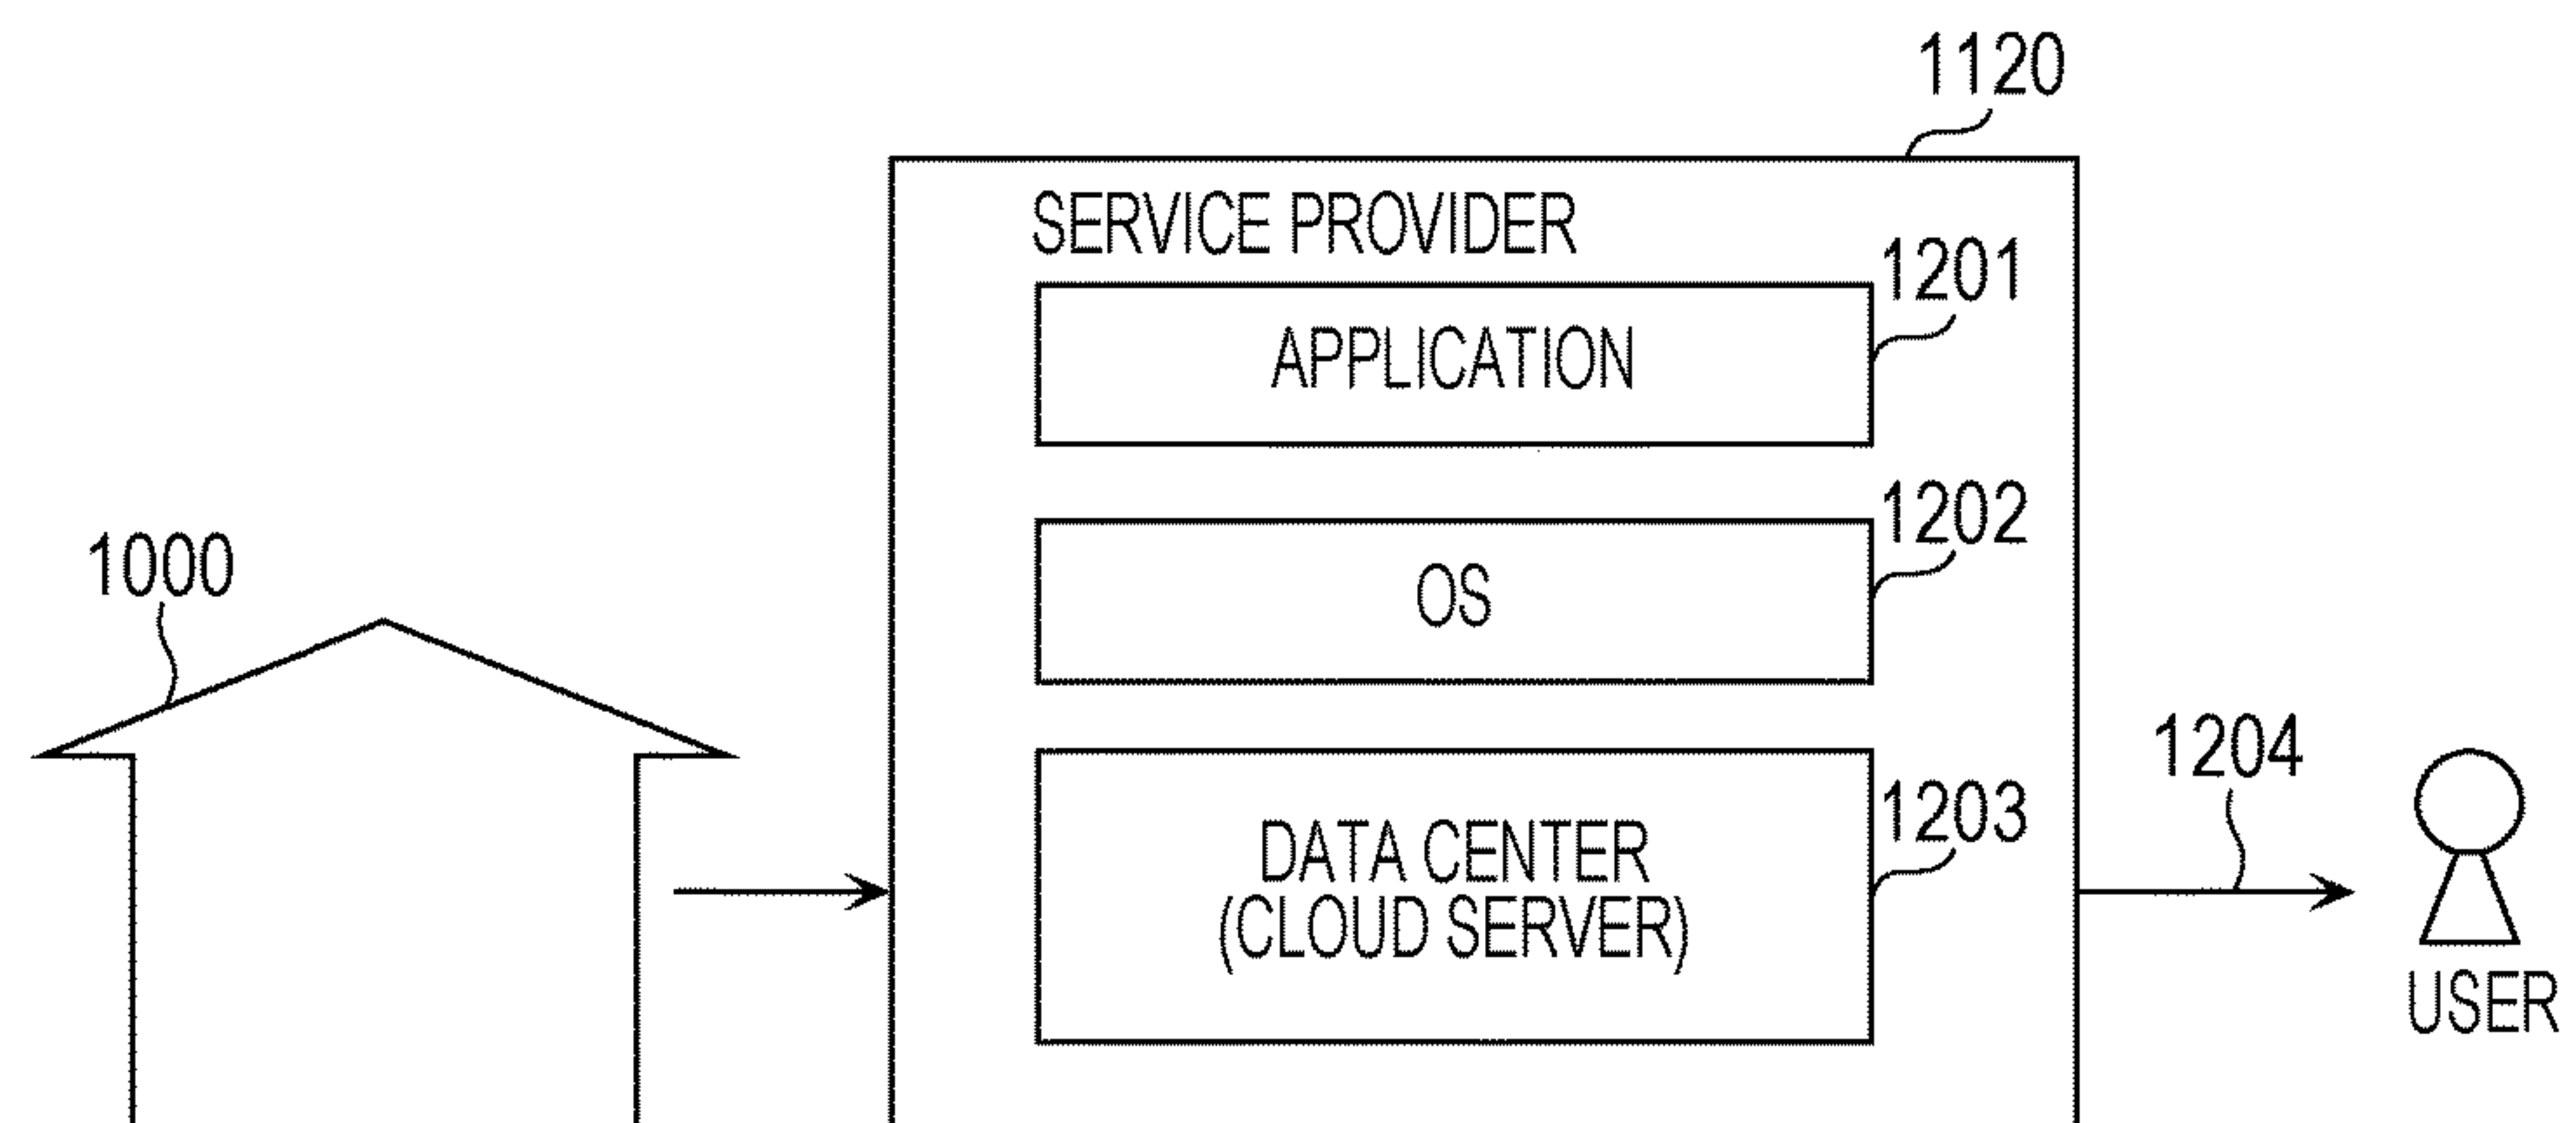 1120
SERVICE PROVIDER
1201
APPLICATION
1202
OS
1000
1204
1203
DATA CENTER
(CLOUD SERVER)
USER